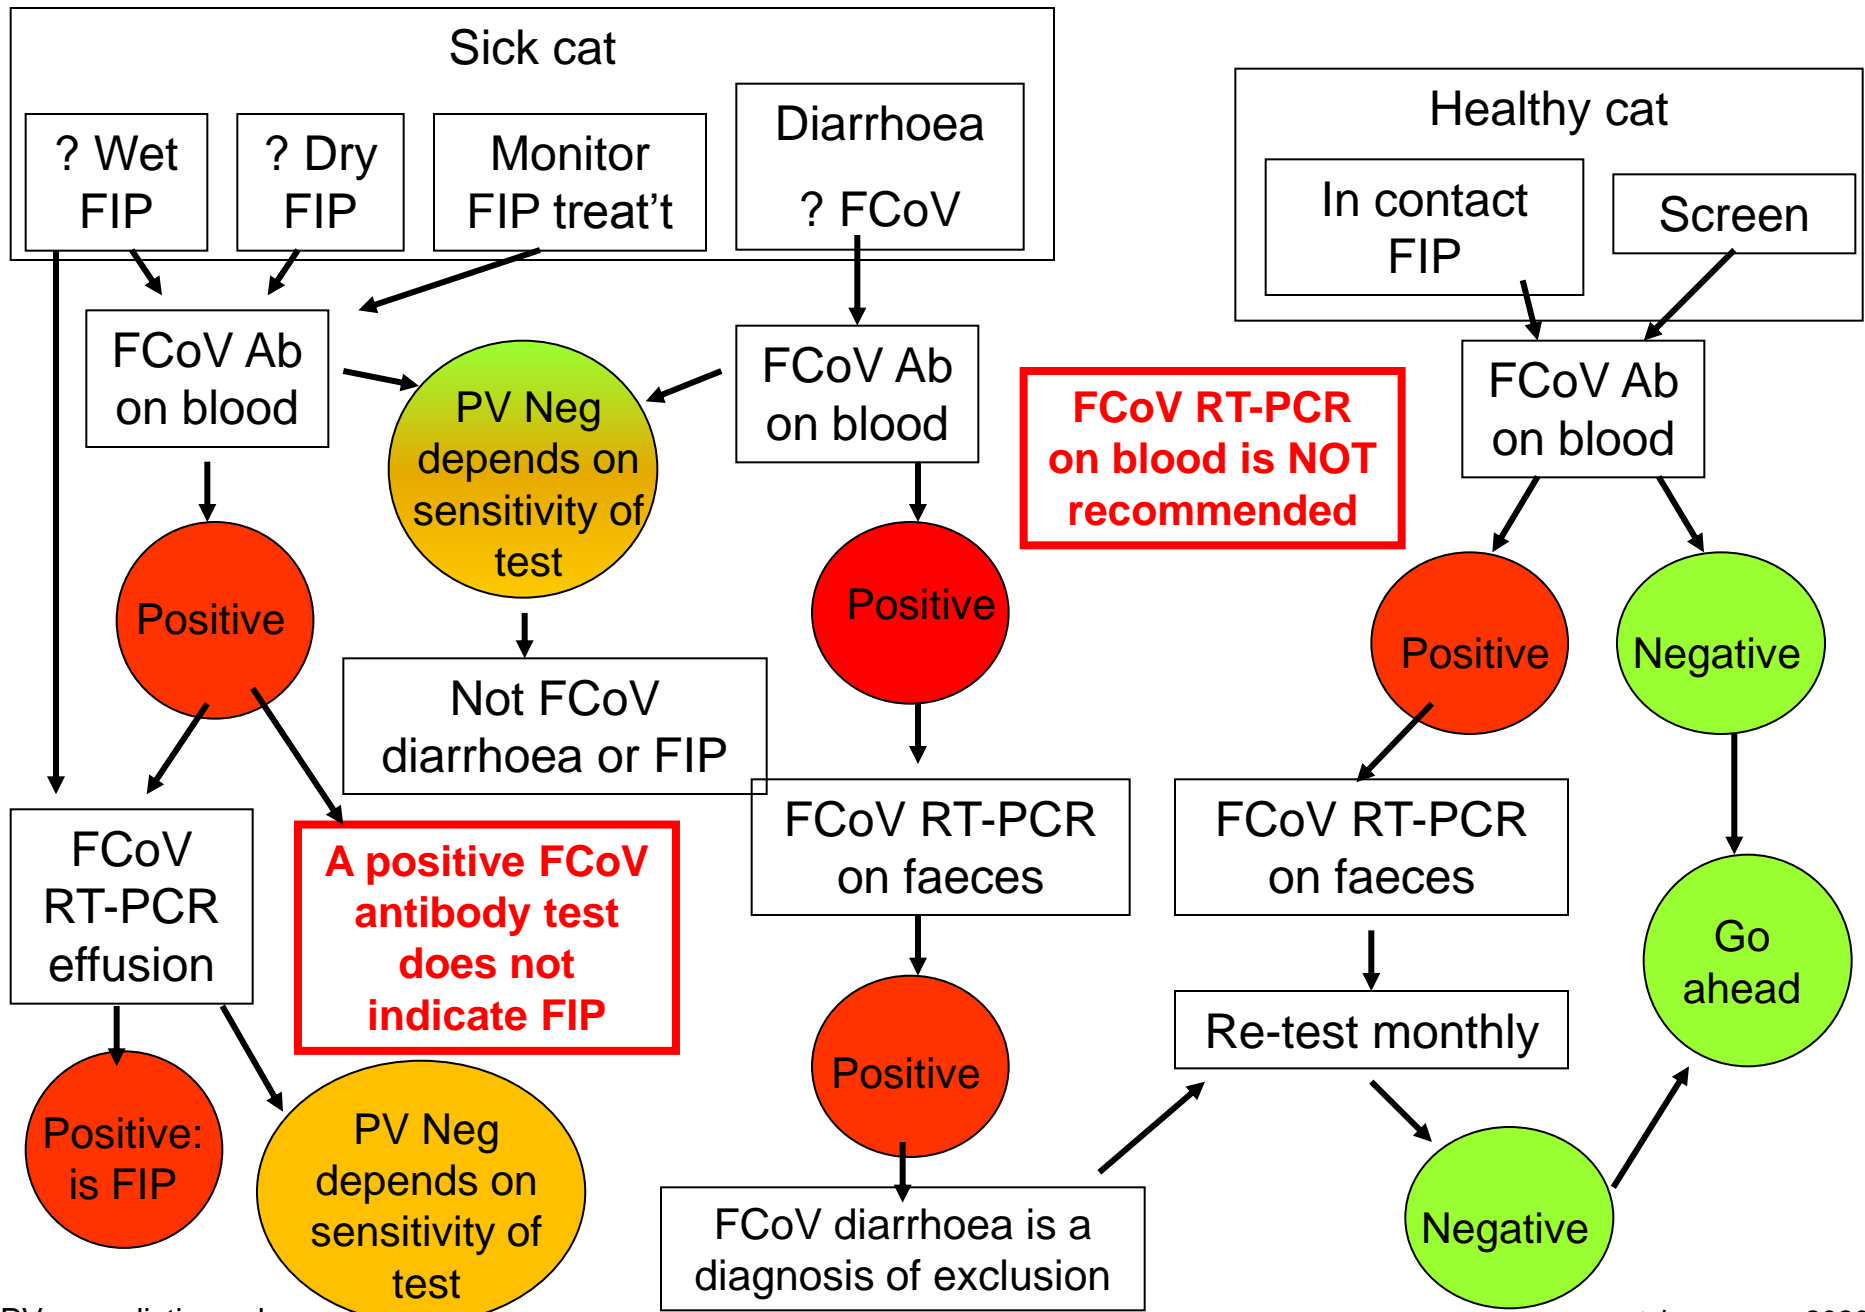 Sick cat
? Wet
FIP
? Dry
FIP
Monitor
FIP treat't
Diarrhoea
? FCoV
Healthy cat
In contact
FIP
Screen
FCoV Ab
on blood
PV Neg
depends on
sensitivity of
test
FCoV Ab
on blood
FCoV RT-PCR
on blood is NOT
recommended
FCoV Ab
on blood
Positive
Positive
Positive
Negative
Not FCoV
diarrhoea or FIP
FCoV
RT-PCR
effusion
A positive FCoV
antibody test
does not
indicate FIP
FCoV RT-PCR
on faeces
FCoV RT-PCR
on faeces
Go
ahead
Re-test monthly
Positive
Positive:
is FIP
PV Neg
depends on
sensitivity of
test
FCoV diarrhoea is a
diagnosis of exclusion
Negative